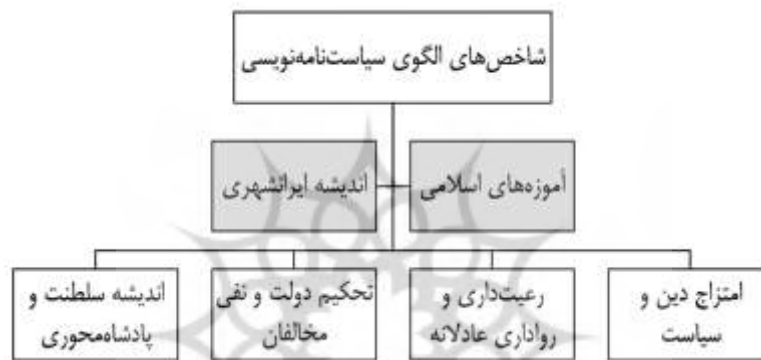 شاخص‌های الگوی سیاست‌نامه‌نویسی
آموزه‌های اسلامی
اندیشه ایرانشهری
امتزاج دین و
سیاست
رعیت‌داری و
رواداری عادلانه
تحکیم دولت و نفی
مخالفان
اندیشه سلطنت و
پادشاه‌محوری